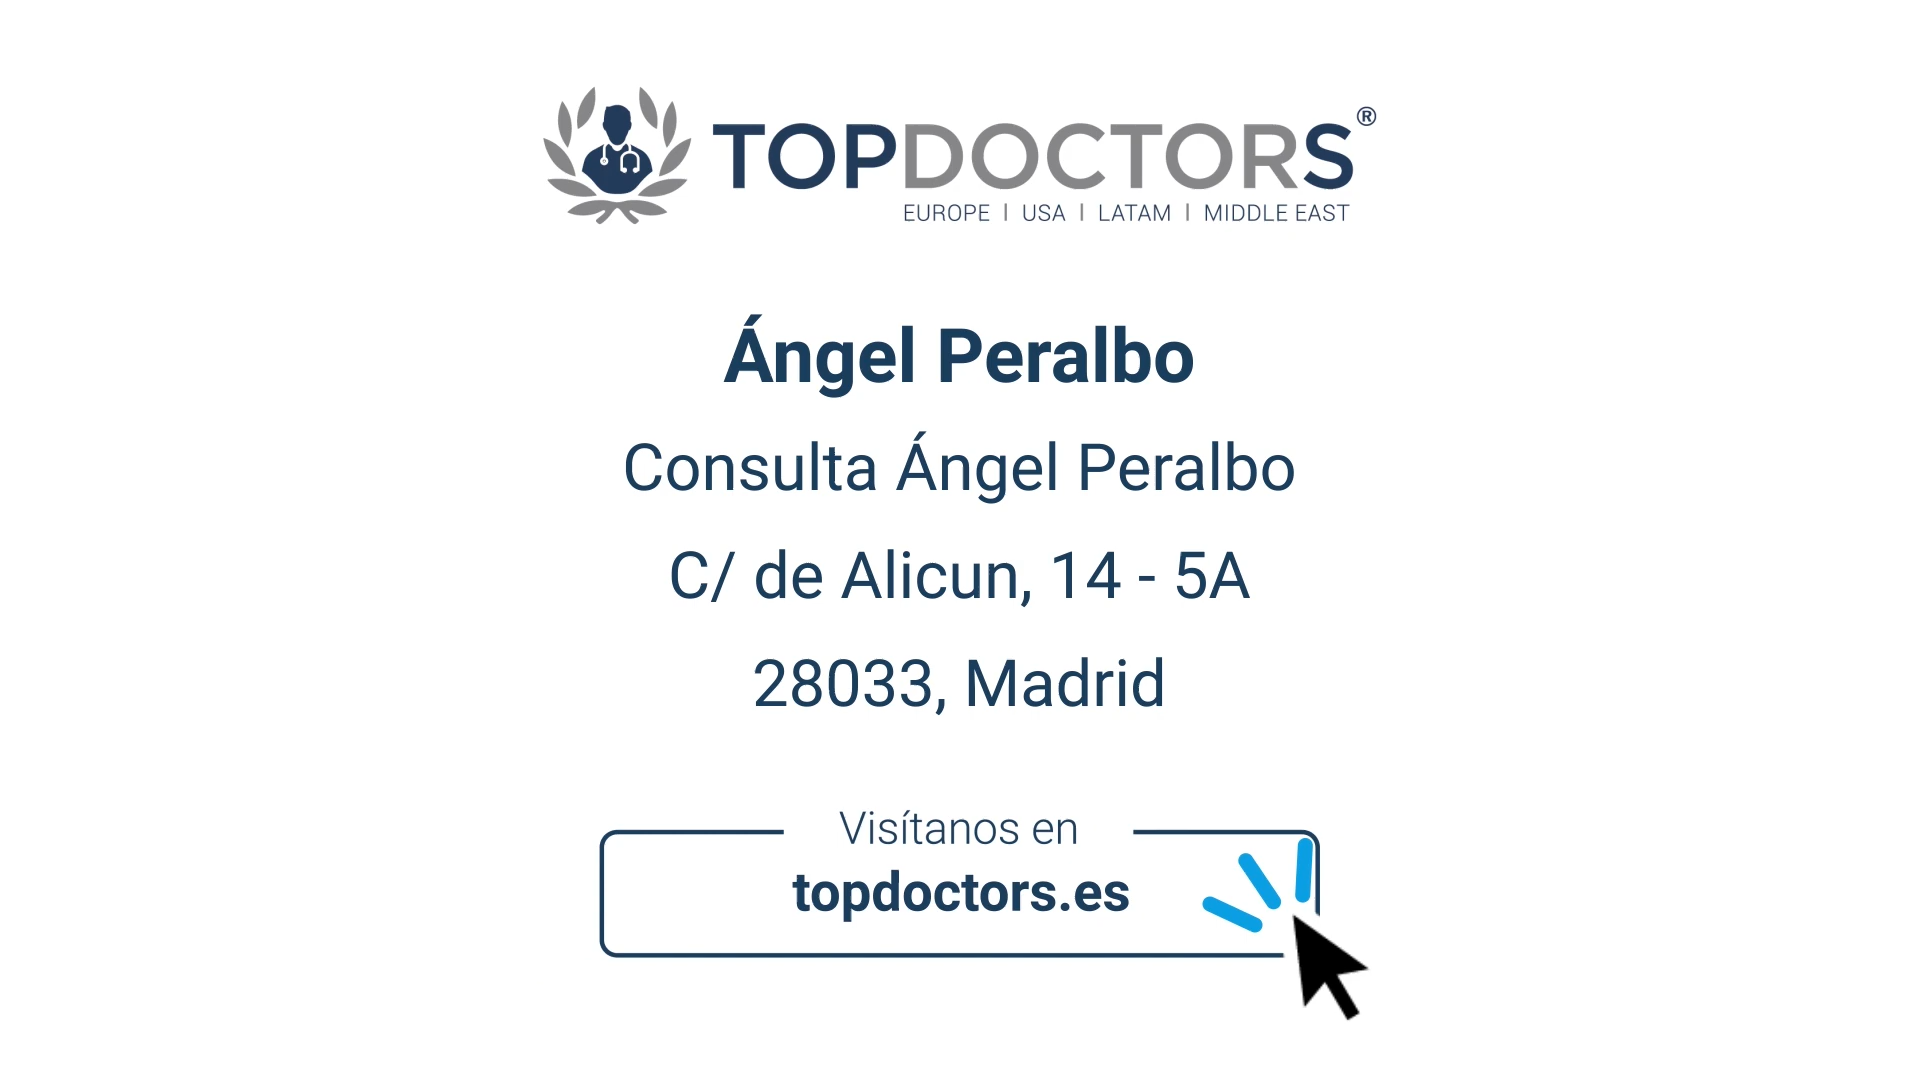 TOPDOCTORS®
EUROPE | USA | LATAM | MIDDLE EAST
Ángel Peralbo
Consulta Ángel Peralbo
C/ de Alicun, 14 - 5A
28033, Madrid
Visítanos en
topdoctors.es